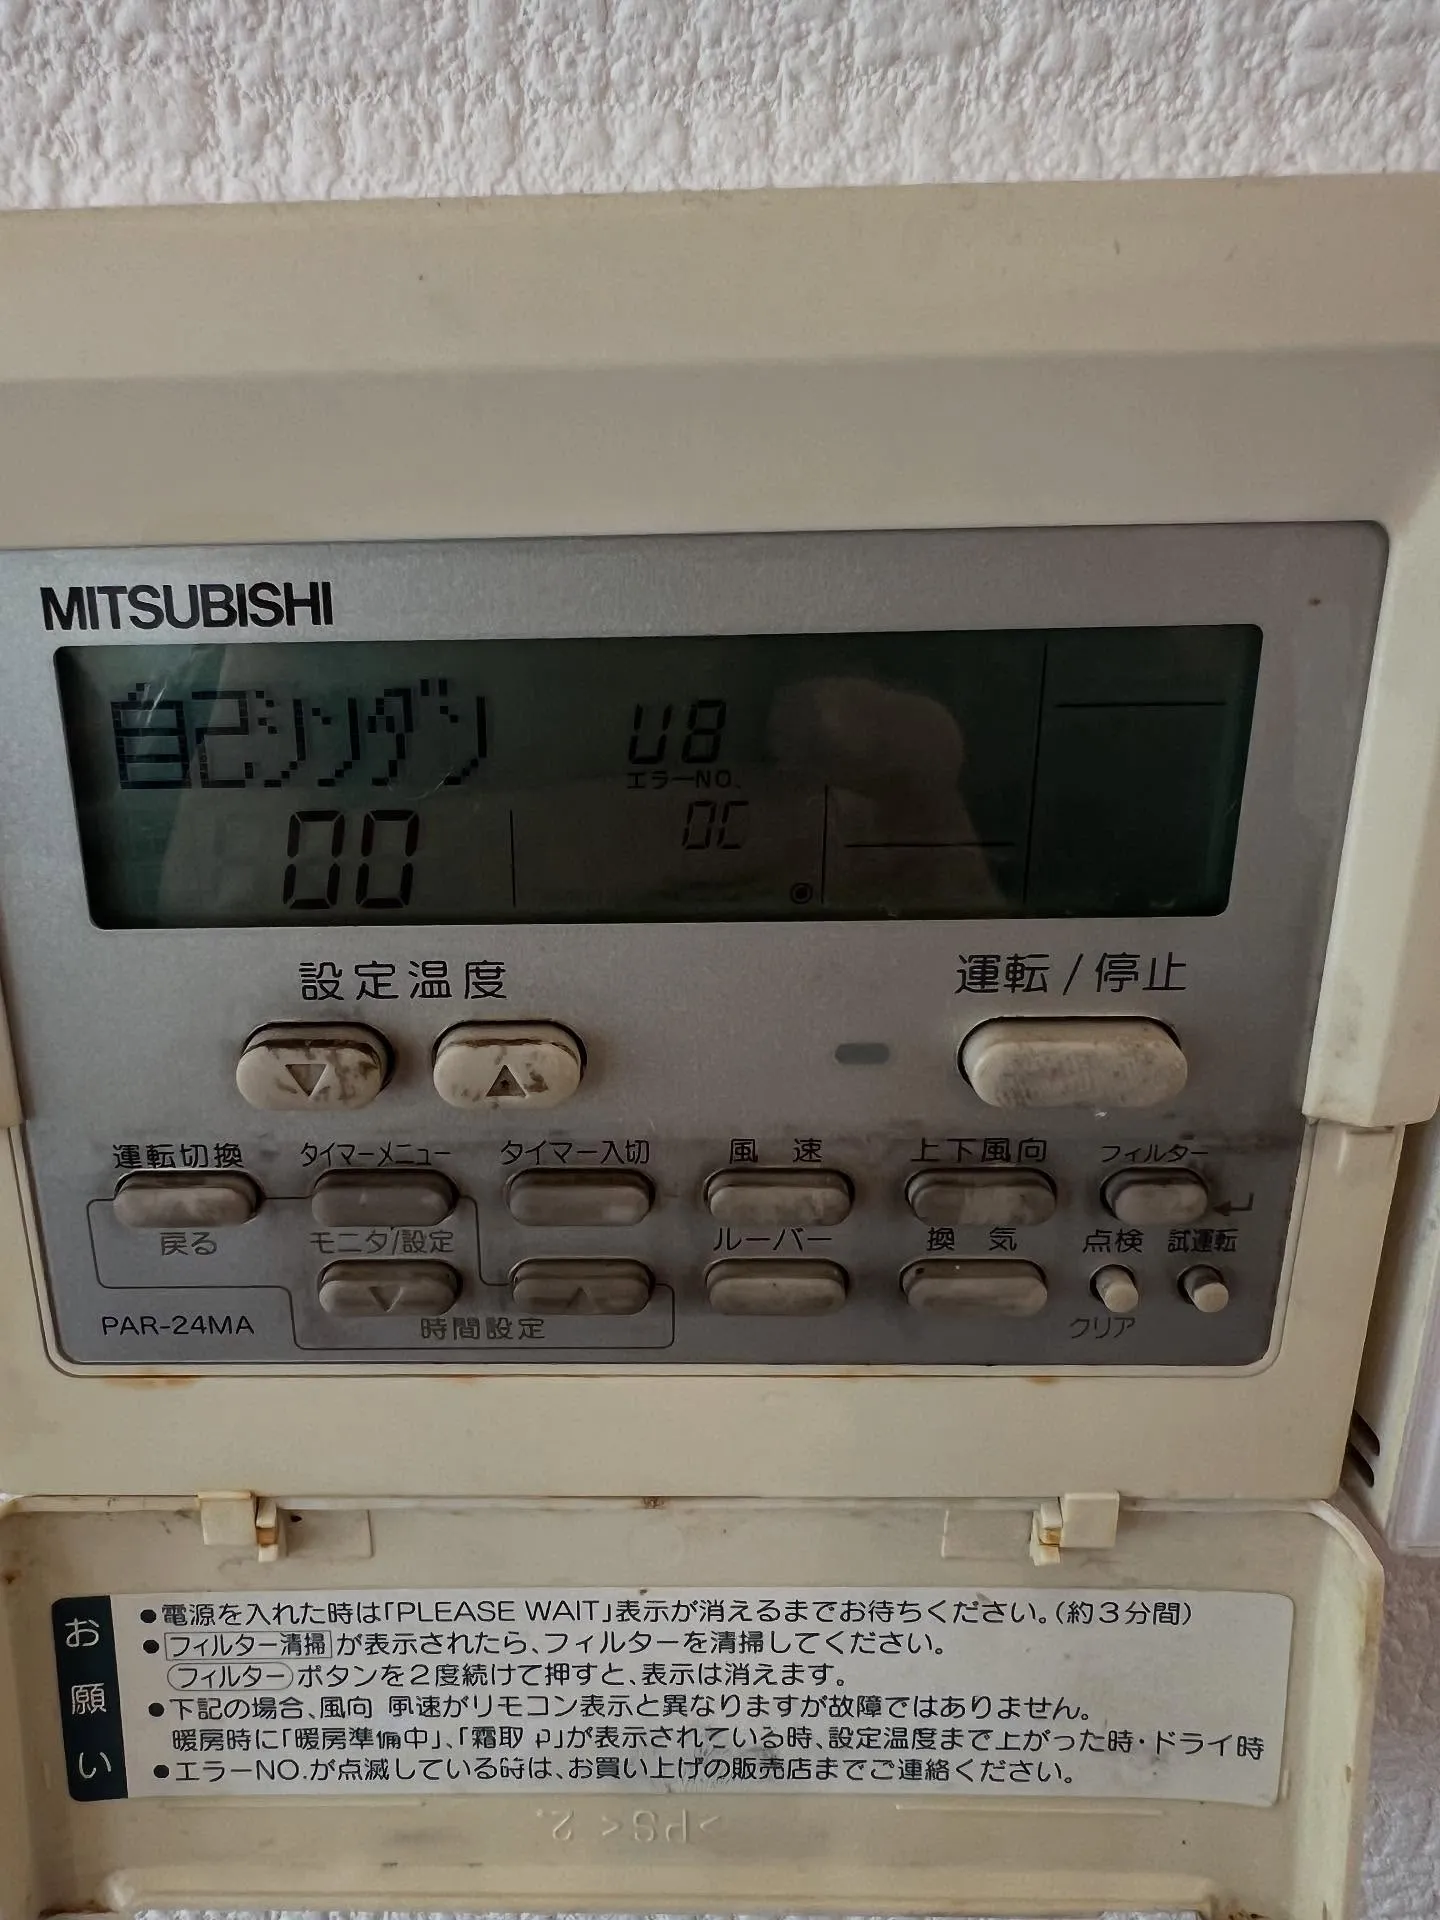 MITSUBISHI
自己シンダン
U8
エラーNO.
00
0C
設定温度
運転/停止
運転切換 タイマーメニュー タイマー入切 風 速 上下風向 フィルター
戻る モニタ/設定 ルーバー 換 気 点検 試運転
PAR-24MA 時間設定 クリア
お願い
●電源を入れた時は「PLEASE WAIT」表示が消えるまでお待ちください。(約3分間)
●フィルター清掃が表示されたら、フィルターを清掃してください。
フィルターボタンを2度続けて押すと、表示は消えます。
●下記の場合、風向 風速がリモコン表示と異なりますが故障ではありません。
暖房時に「暖房準備中」、「霜取 」が表示されている時、設定温度まで上がった時・ドライ時
●エラーNO.が点滅している時は、お買い上げの販売店までご連絡ください。
>PS< 2.